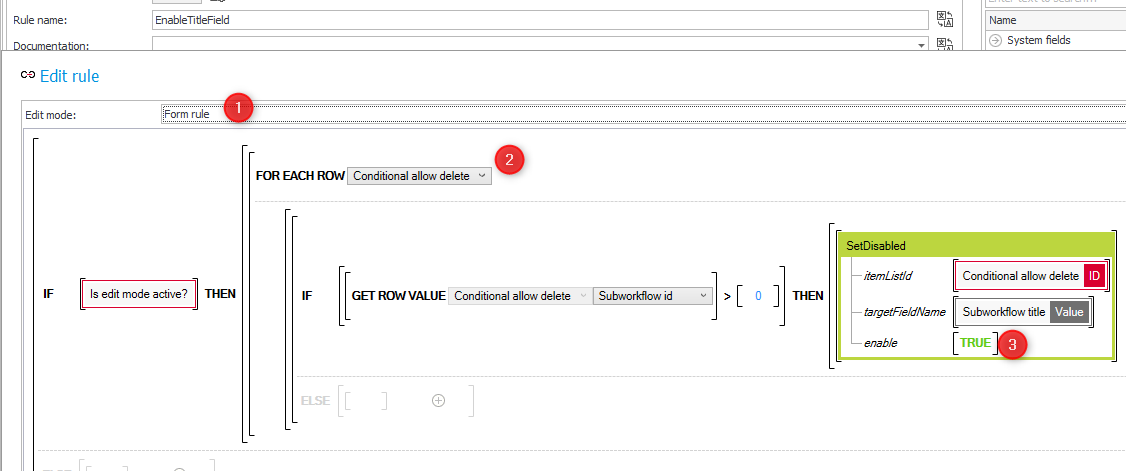 Rule name: EnableTitleField
Documentation:
Name
System fields
Edit rule
Edit mode: Form rule 1
FOR EACH ROW Conditional allow delete 2
IF Is edit mode active? THEN
IF GET ROW VALUE Conditional allow delete Subworkflow id > 0 THEN
SetDisabled
itemListId Conditional allow delete ID
targetFieldName Subworkflow title Value
enable TRUE 3
ELSE